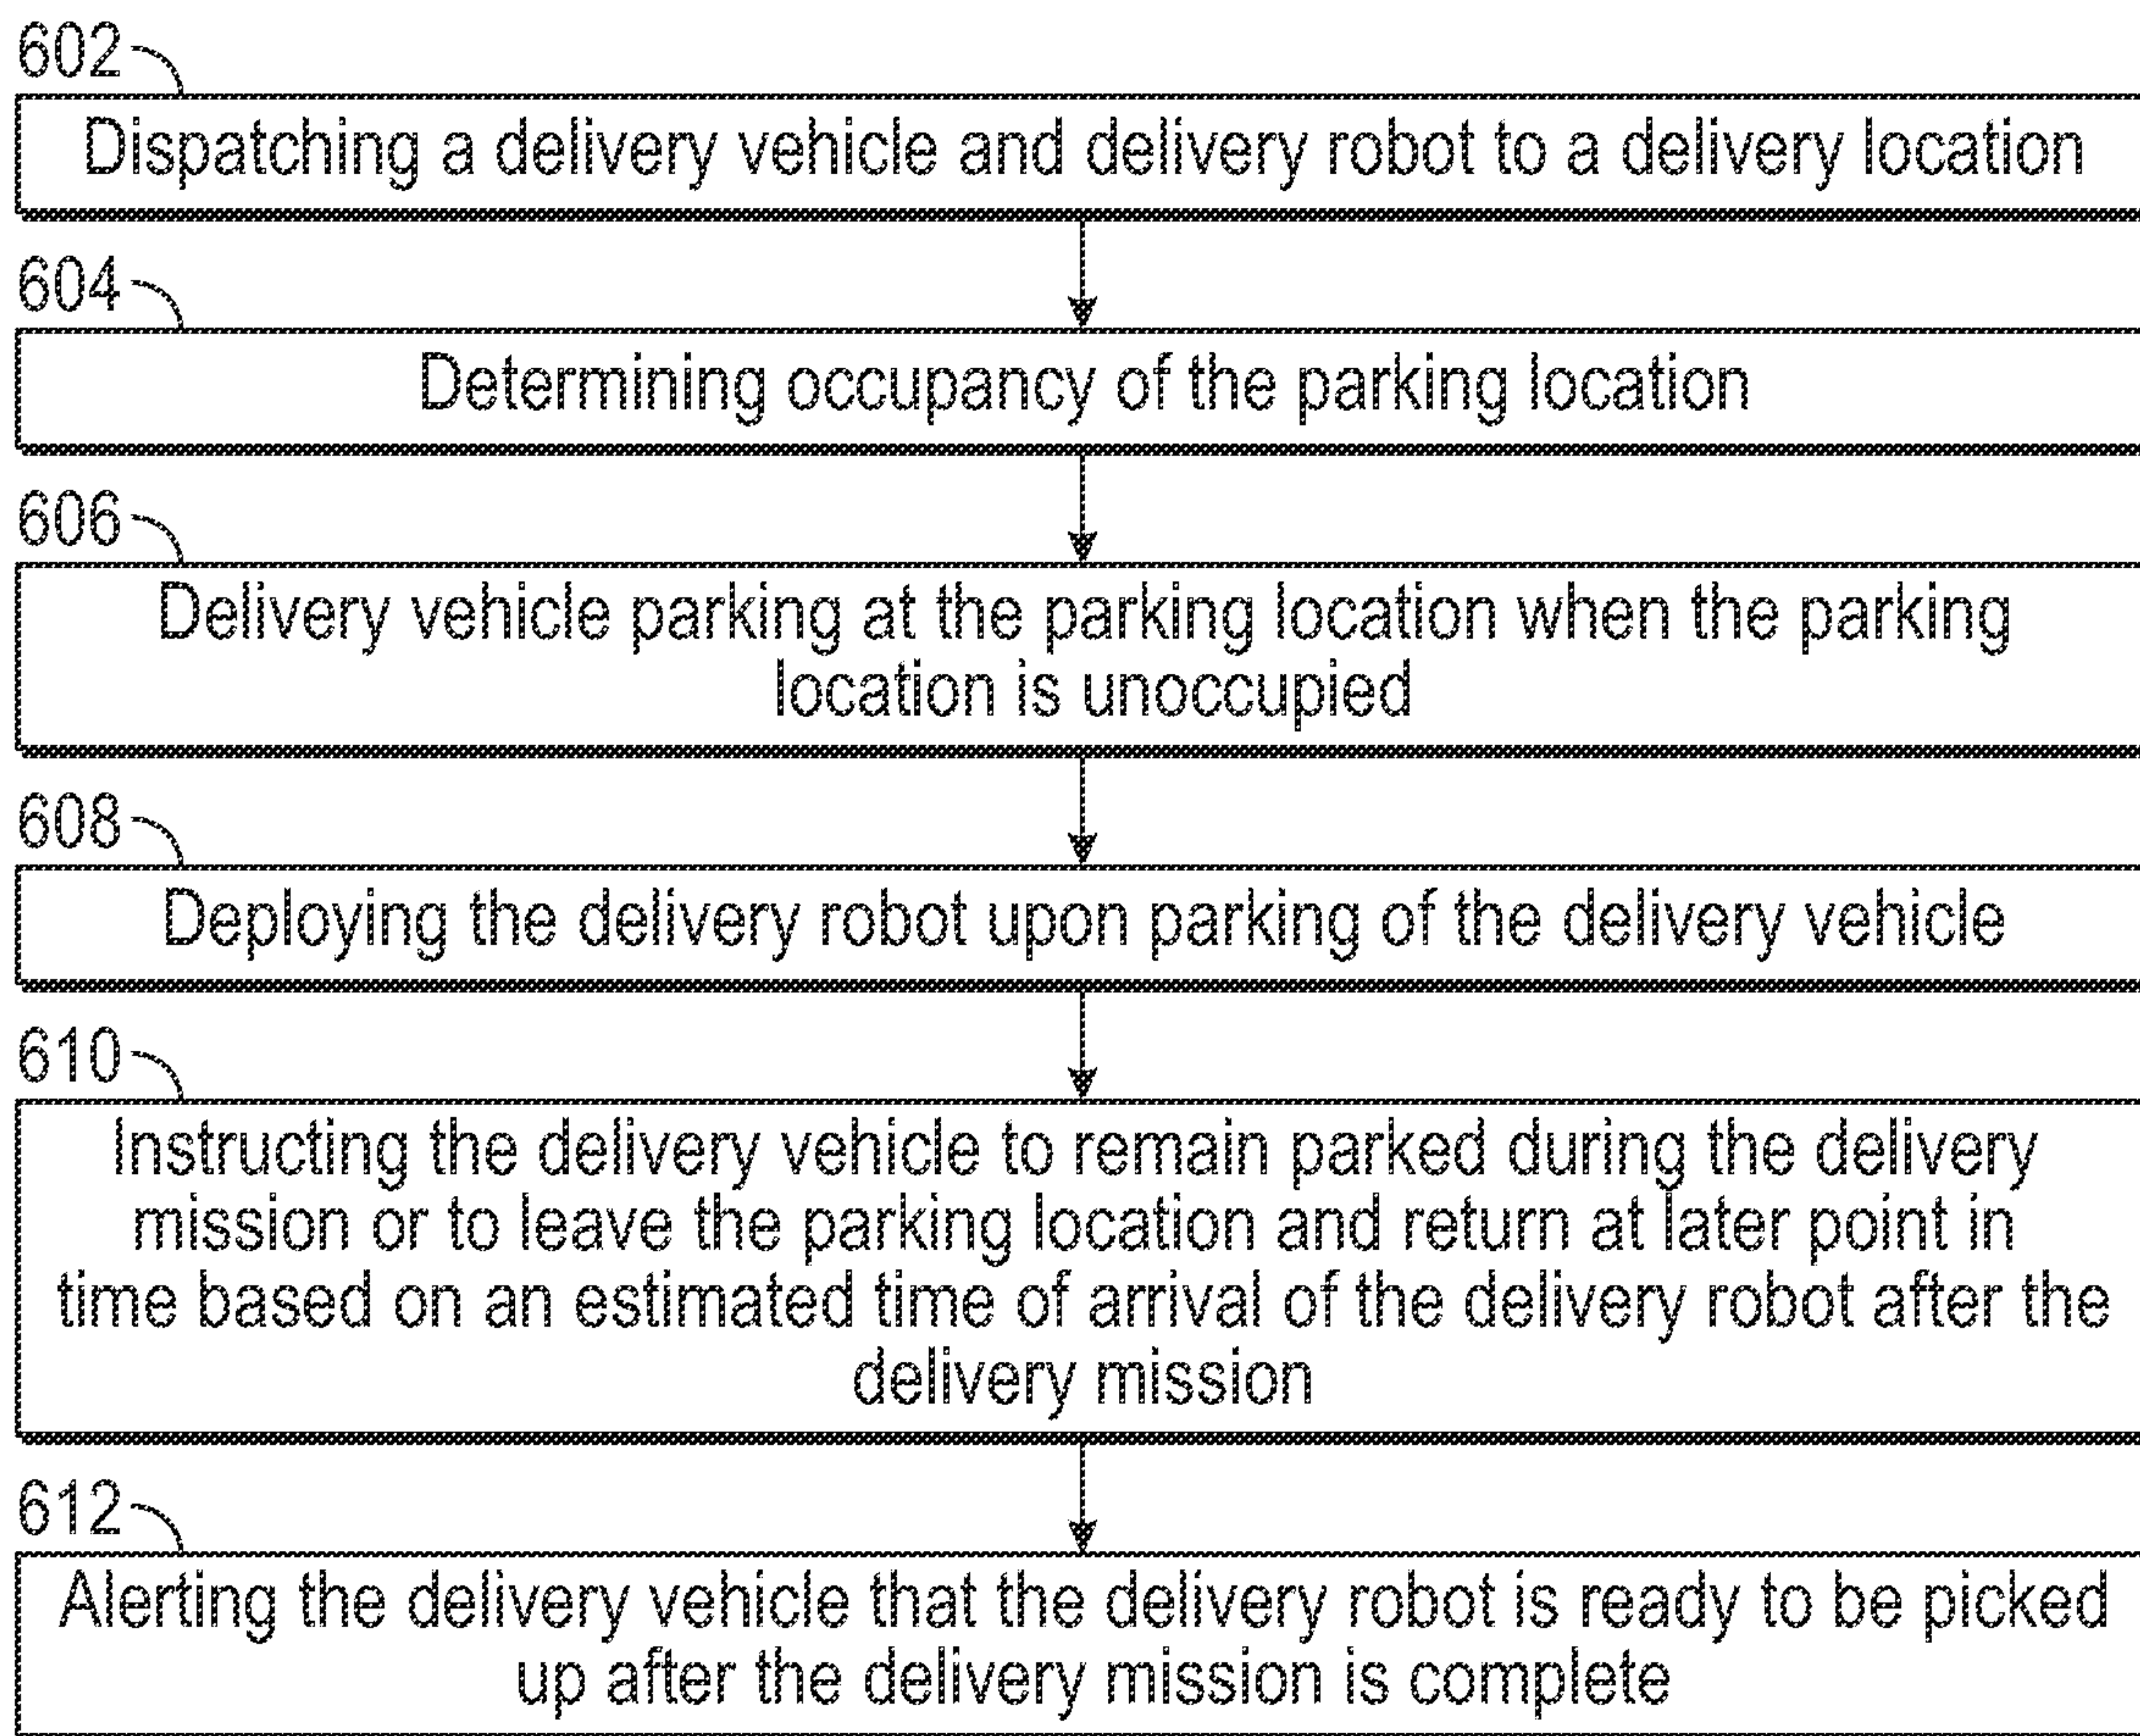 602
Dispatching a delivery vehicle and delivery robot to a delivery location
604
Determining occupancy of the parking location
606
Delivery vehicle parking at the parking location when the parking
location is unoccupied
608
Deploying the delivery robot upon parking of the delivery vehicle
610
Instructing the delivery vehicle to remain parked during the delivery
mission or to leave the parking location and return at later point in
time based on an estimated time of arrival of the delivery robot after the
delivery mission
612
Alerting the delivery vehicle that the delivery robot is ready to be picked
up after the delivery mission is complete